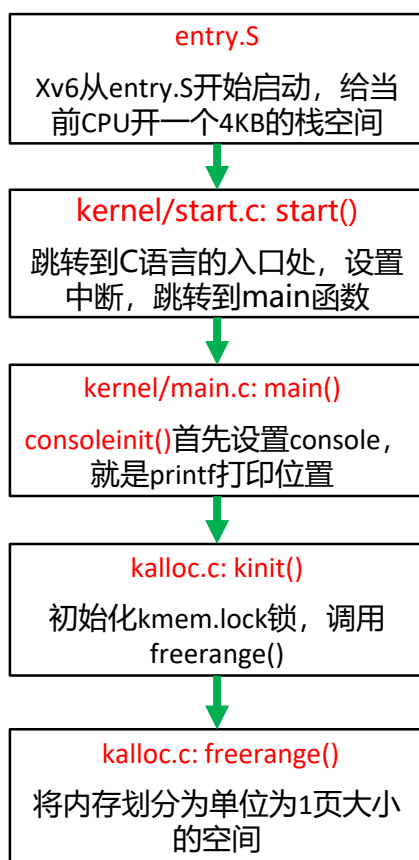 entry.S
Xv6从entry.S开始启动，给当
前CPU开一个4KB的栈空间
kernel/start.c: start()
跳转到C语言的入口处，设置
中断，跳转到main函数
kernel/main.c: main()
consoleinit()首先设置console，
就是printf打印位置
kalloc.c: kinit()
初始化kmem.lock锁，调用
freerange()
kalloc.c: freerange()
将内存划分为单位为1页大小
的空间